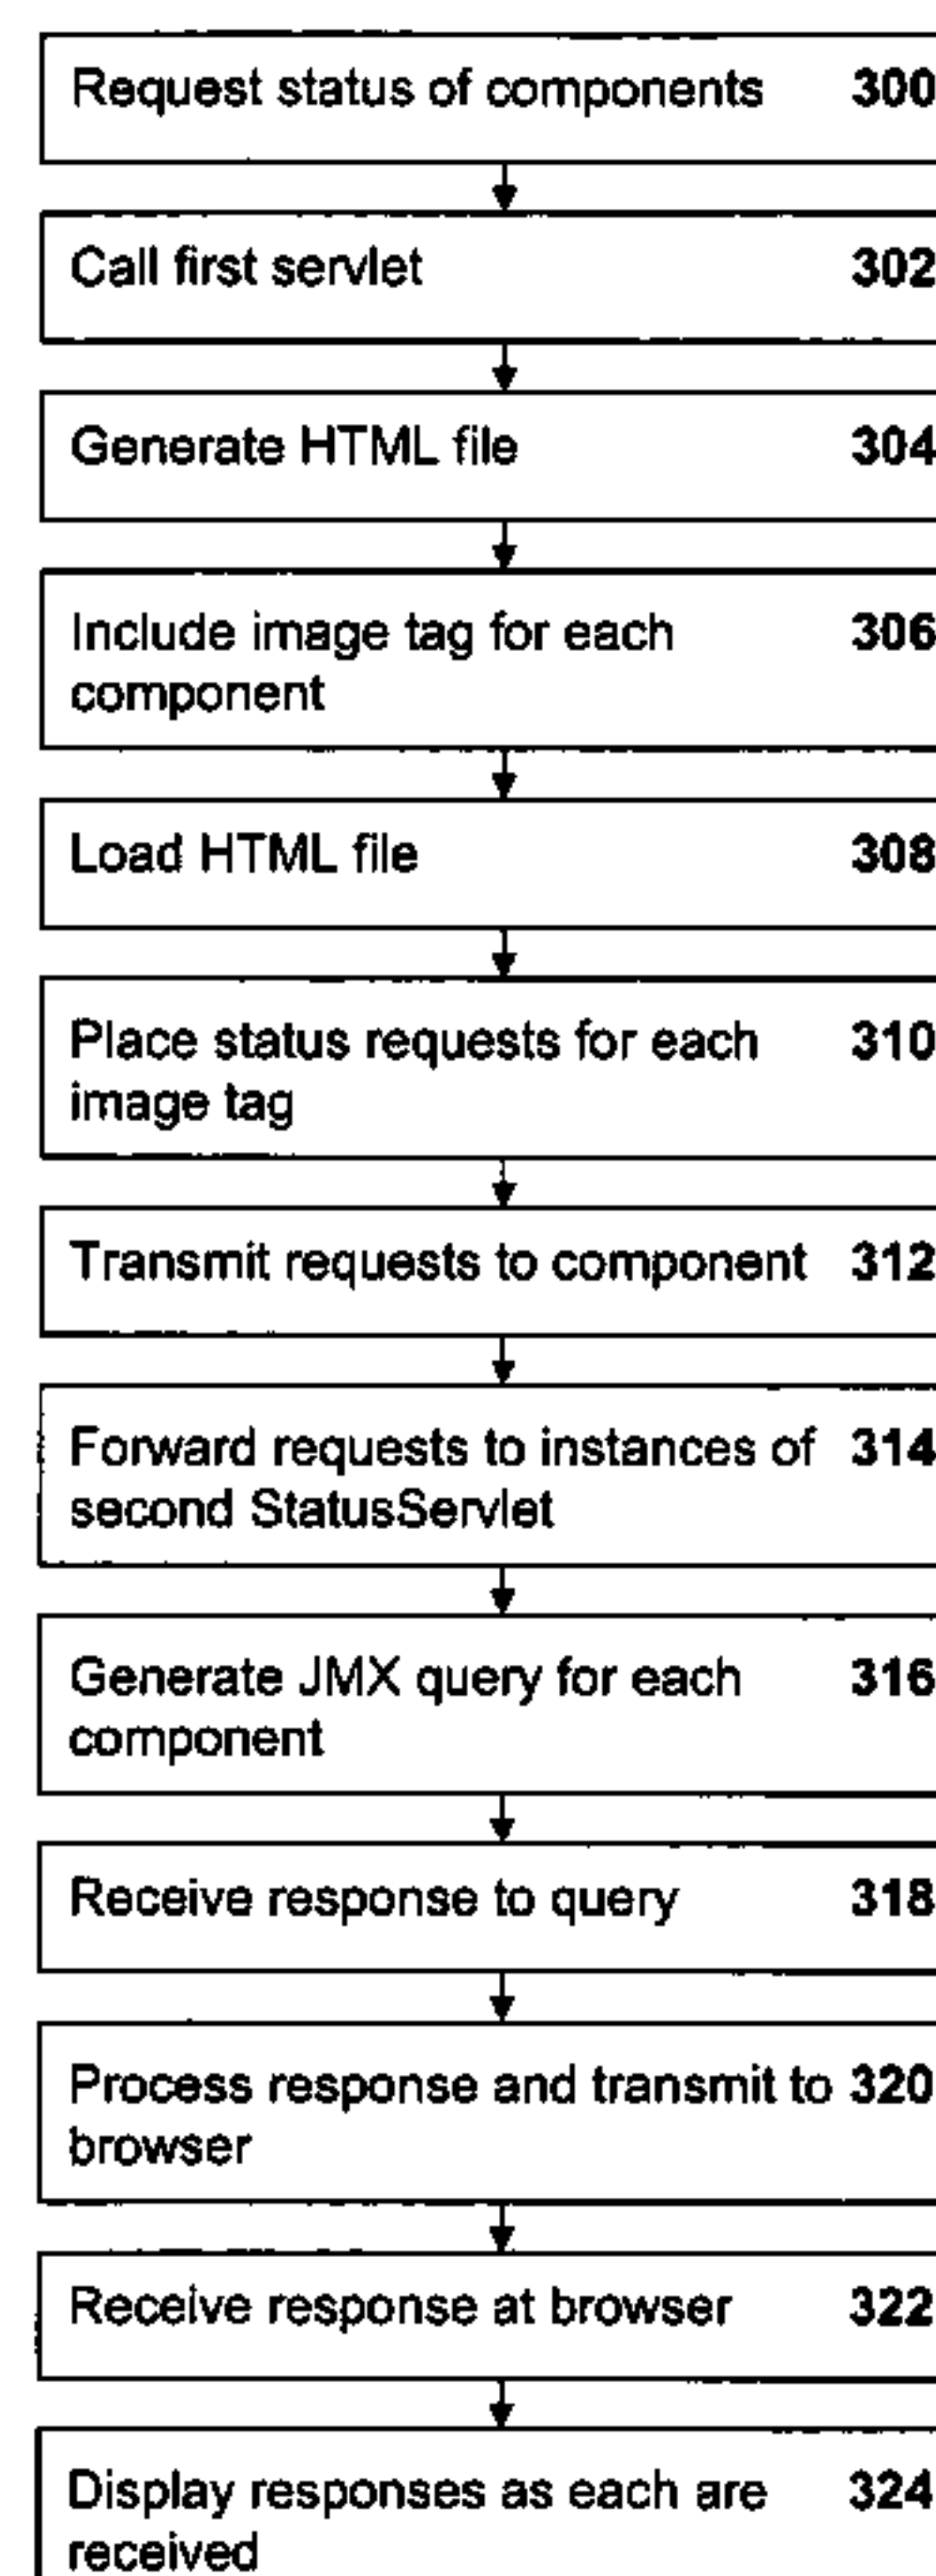 Request status of components 300
Call first servlet 302
Generate HTML file 304
Include image tag for each 306
component
Load HTML file 308
Place status requests for each 310
image tag
Transmit requests to component 312
Forward requests to instances of 314
second StatusServlet
Generate JMX query for each 316
component
Receive response to query 318
Process response and transmit to 320
browser
Receive response at browser 322
Display responses as each are 324
received